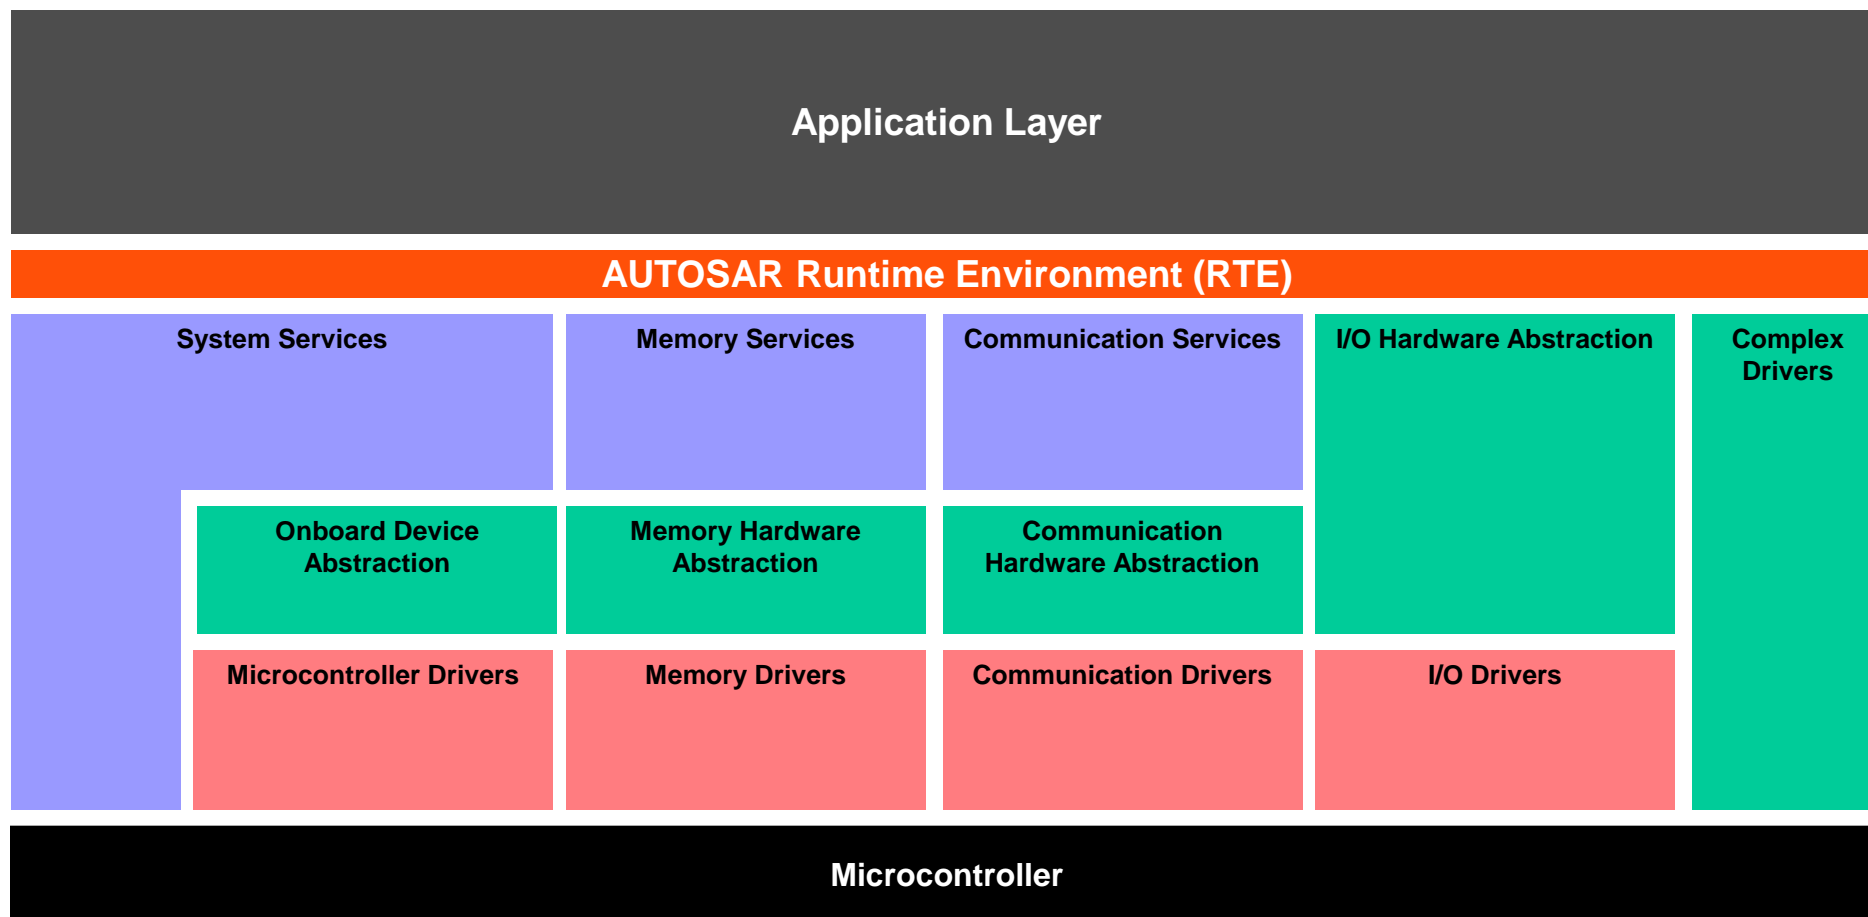 Application Layer
AUTOSAR Runtime Environment (RTE)
System Services
Memory Services
Communication Services
I/O Hardware Abstraction
Complex
Drivers
Onboard Device
Abstraction
Memory Hardware
Abstraction
Communication
Hardware Abstraction
Microcontroller Drivers
Memory Drivers
Communication Drivers
I/O Drivers
Microcontroller